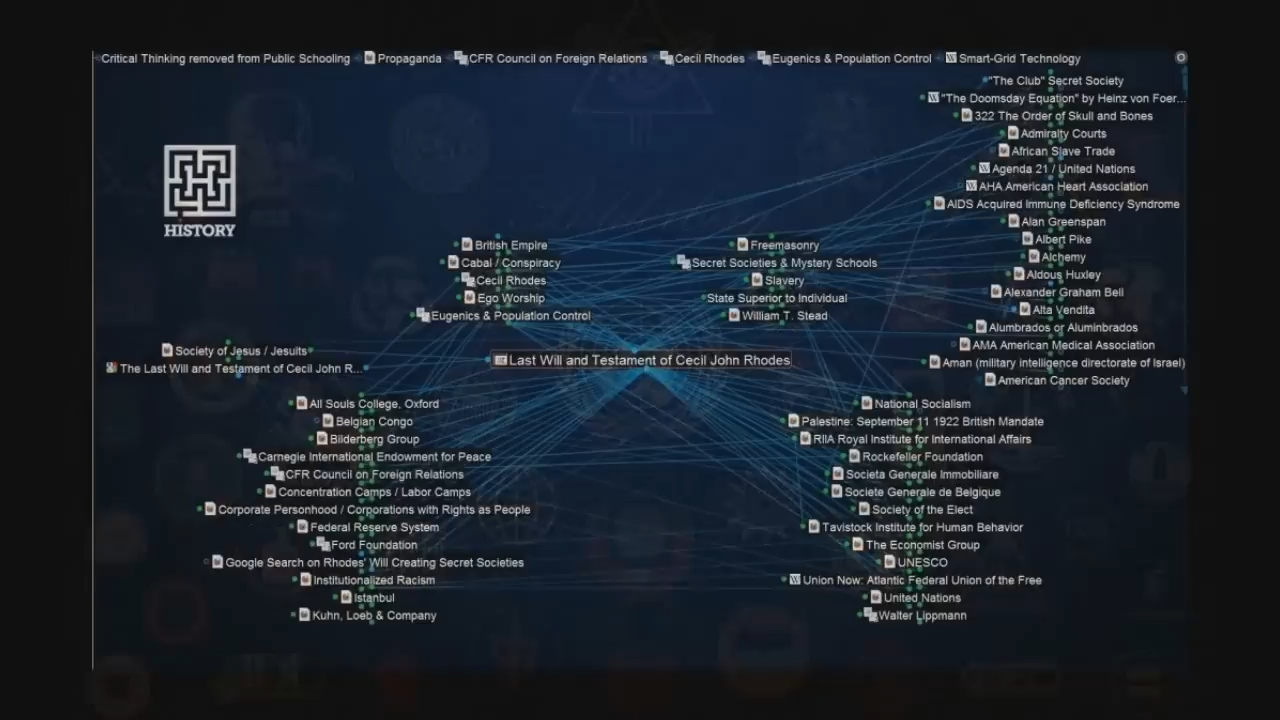 Critical Thinking removed from Public Schooling Propaganda CFR Council on Foreign Relations Cecil Rhodes Eugenics & Population Control Smart-Grid Technology
"The Club" Secret Society
"The Doomsday Equation" by Heinz von Foer...
322 The Order of Skull and Bones
Admiralty Courts
African Slave Trade
Agenda 21 / United Nations
AHA American Heart Association
AIDS Acquired Immune Deficiency Syndrome
Alan Greenspan
Albert Pike
Alchemy
Aldous Huxley
Alexander Graham Bell
Alta Vendita
Alumbrados or Aluminbrados
AMA American Medical Association
Aman (military intelligence directorate of Israel)
American Cancer Society
HISTORY
British Empire
Cabal / Conspiracy
Cecil Rhodes
Ego Worship
Eugenics & Population Control
Freemasonry
Secret Societies & Mystery Schools
Slavery
State Superior to Individual
William T. Stead
Society of Jesus / Jesuits
The Last Will and Testament of Cecil John R...
Last Will and Testament of Cecil John Rhodes
All Souls College, Oxford
Belgian Congo
Bilderberg Group
Carnegie International Endowment for Peace
CFR Council on Foreign Relations
Concentration Camps / Labor Camps
Corporate Personhood / Corporations with Rights as People
Federal Reserve System
Ford Foundation
Google Search on Rhodes' Will Creating Secret Societies
Institutionalized Racism
Istanbul
Kuhn, Loeb & Company
National Socialism
Palestine: September 11 1922 British Mandate
RIIA Royal Institute for International Affairs
Rockefeller Foundation
Societa Generale Immobiliare
Societe Generale de Belgique
Society of the Elect
Tavistock Institute for Human Behavior
The Economist Group
UNESCO
Union Now: Atlantic Federal Union of the Free
United Nations
Walter Lippmann